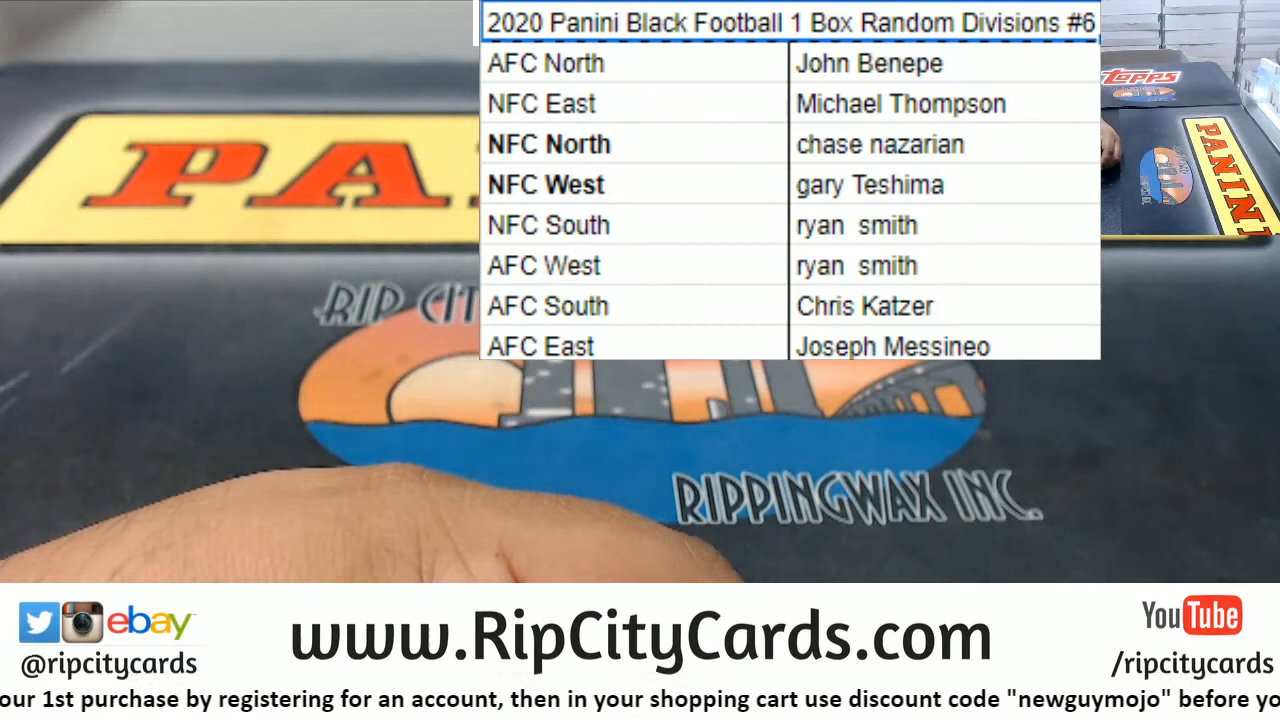 2020 Panini Black Football 1 Box Random Divisions #6
AFC North John Benepe
NFC East Michael Thompson
NFC North chase nazarian
NFC West gary Teshima
NFC South ryan smith
AFC West ryan smith
AFC South Chris Katzer
AFC East Joseph Messineo
TOPPS
PANINI
PA
RIP CIT
RIPPINGWAX INC.
ebay
@ripcitycards
www.RipCityCards.com
YouTube
/ripcitycards
our 1st purchase by registering for an account, then in your shopping cart use discount code "newguymojo" before yo